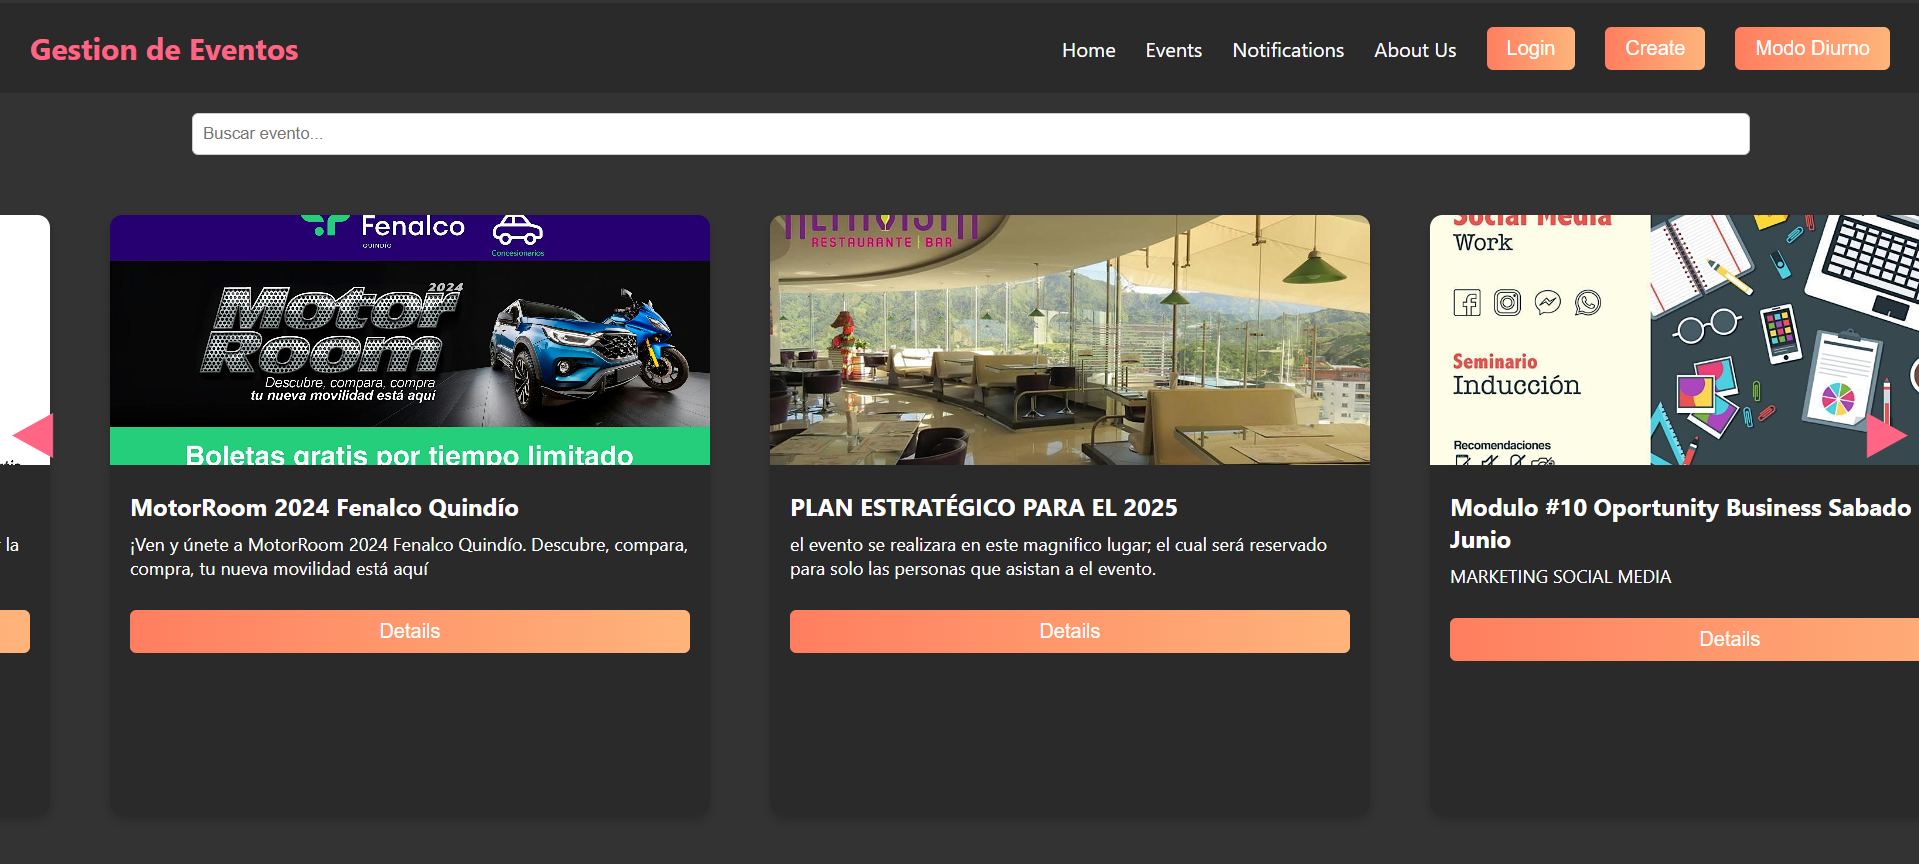 Gestion de Eventos
Home
Events
Notifications
About Us
Login
Create
Modo Diurno
Buscar evento...
la
Fenalco
QUINDÍO
Concesionarios
2024
Motor
Room
Descubre, compara, compra
tu nueva movilidad está aquí
Boletas gratis por tiempo limitado
MotorRoom 2024 Fenalco Quindío
¡Ven y únete a MotorRoom 2024 Fenalco Quindío. Descubre, compara,
compra, tu nueva movilidad está aquí
Details
RESTAURANTE | BAR
PLAN ESTRATÉGICO PARA EL 2025
el evento se realizara en este magnifico lugar; el cual será reservado
para solo las personas que asistan a el evento.
Details
Social Media
Work
Seminario
Inducción
Recomendaciones
Modulo #10 Oportunity Business Sabado
Junio
MARKETING SOCIAL MEDIA
Details